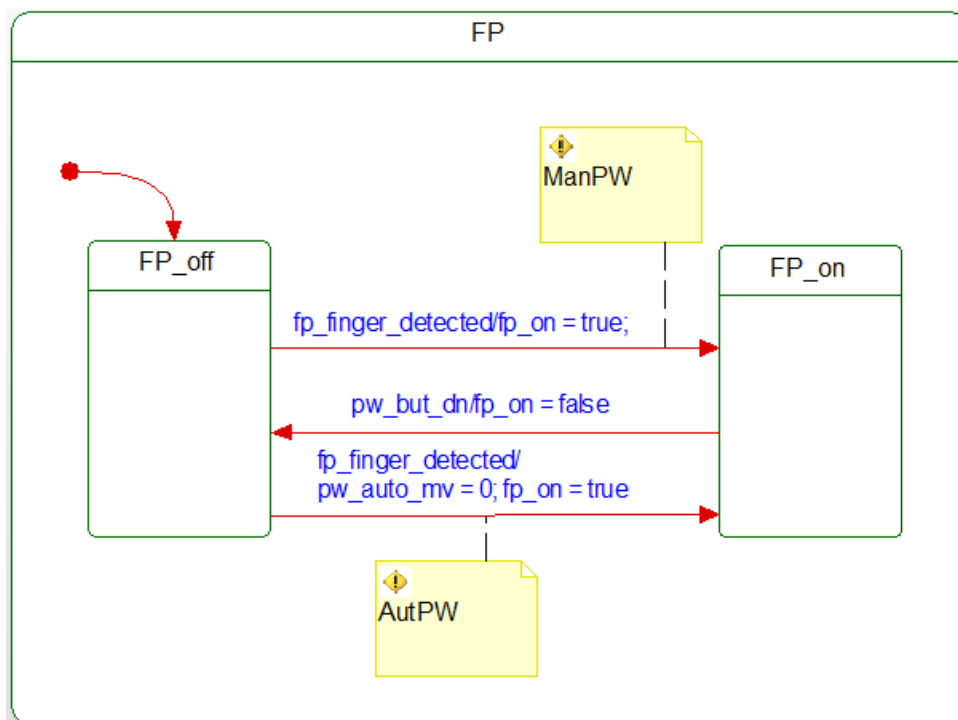 FP
ManPW
FP_off
FP_on
fp_finger_detected/fp_on = true;
pw_but_dn/fp_on = false
fp_finger_detected/
pw_auto_mv = 0; fp_on = true
AutPW